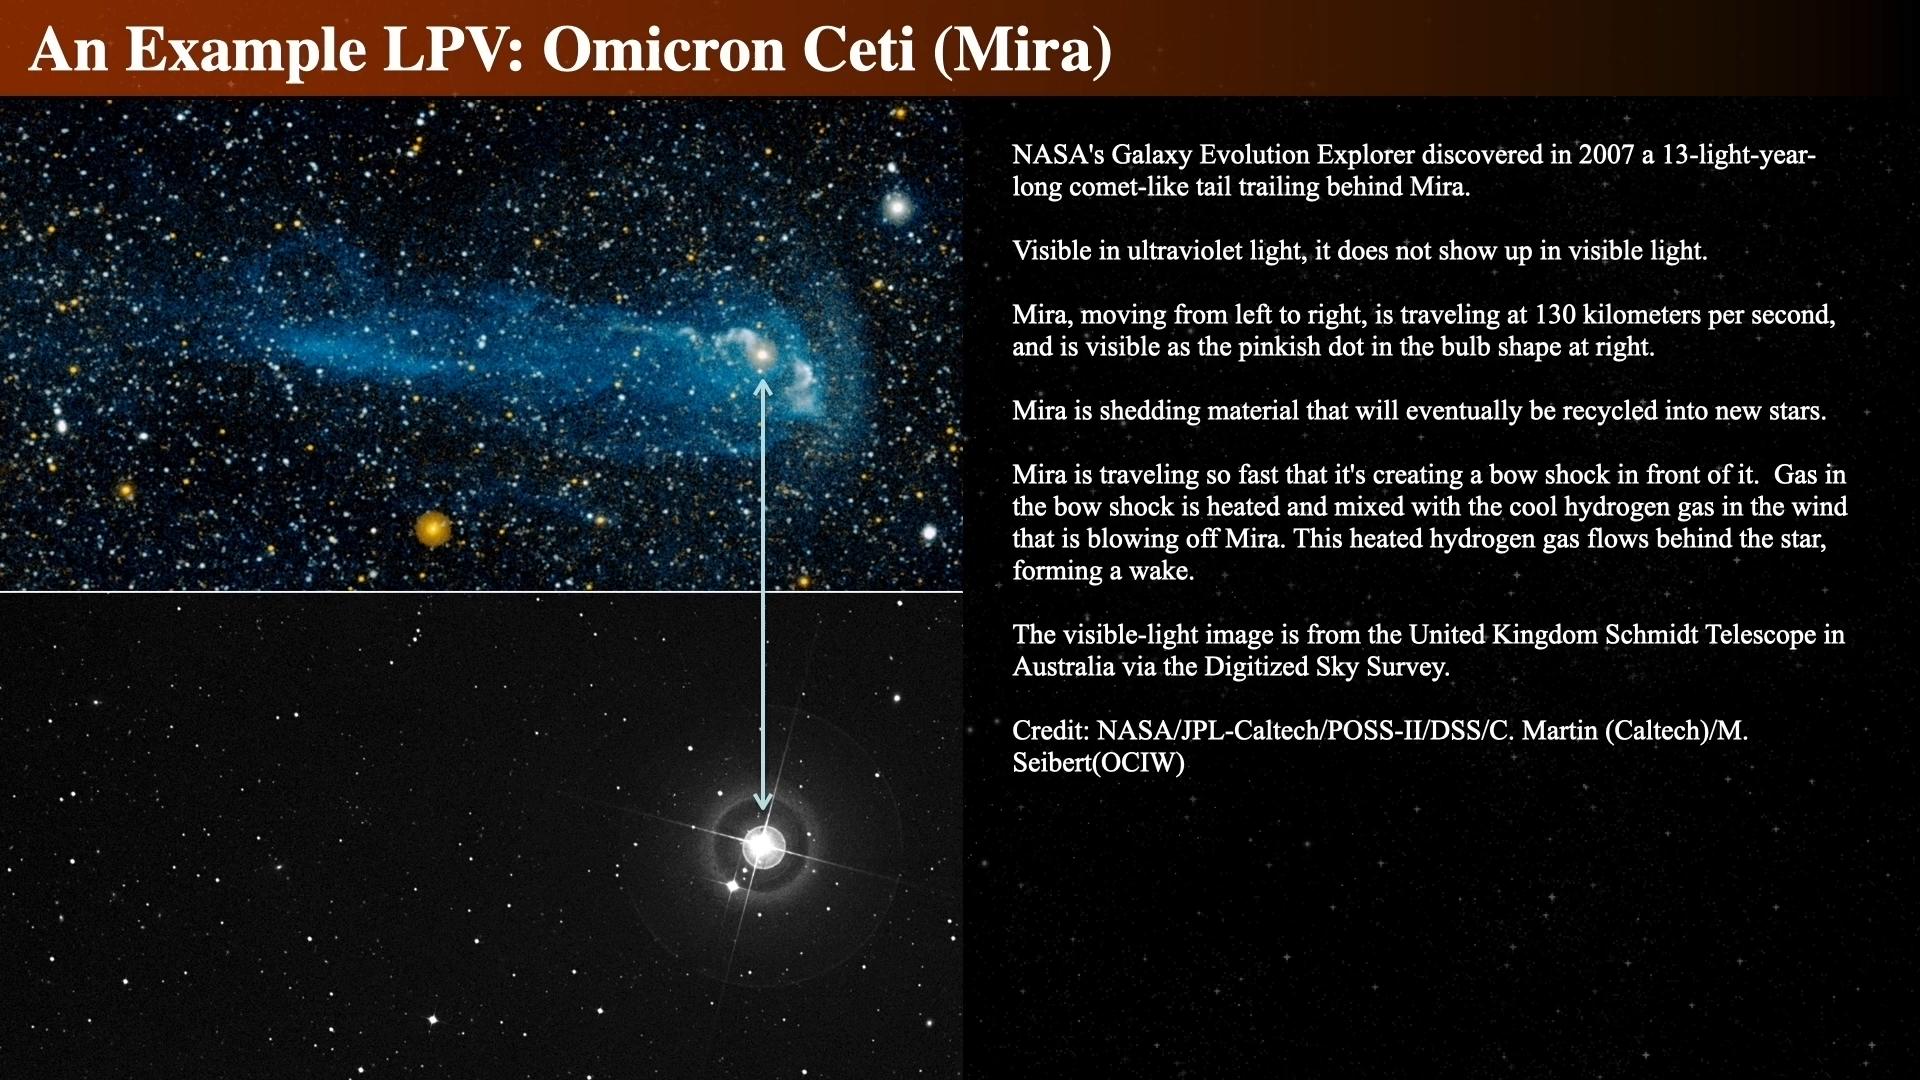 An Example LPV: Omicron Ceti (Mira)
NASA's Galaxy Evolution Explorer discovered in 2007 a 13-light-year-
long comet-like tail trailing behind Mira.
Visible in ultraviolet light, it does not show up in visible light.
Mira, moving from left to right, is traveling at 130 kilometers per second,
and is visible as the pinkish dot in the bulb shape at right.
Mira is shedding material that will eventually be recycled into new stars.
Mira is traveling so fast that it's creating a bow shock in front of it.  Gas in
the bow shock is heated and mixed with the cool hydrogen gas in the wind
that is blowing off Mira. This heated hydrogen gas flows behind the star,
forming a wake.
The visible-light image is from the United Kingdom Schmidt Telescope in
Australia via the Digitized Sky Survey.
Credit: NASA/JPL-Caltech/POSS-II/DSS/C. Martin (Caltech)/M.
Seibert(OCIW)